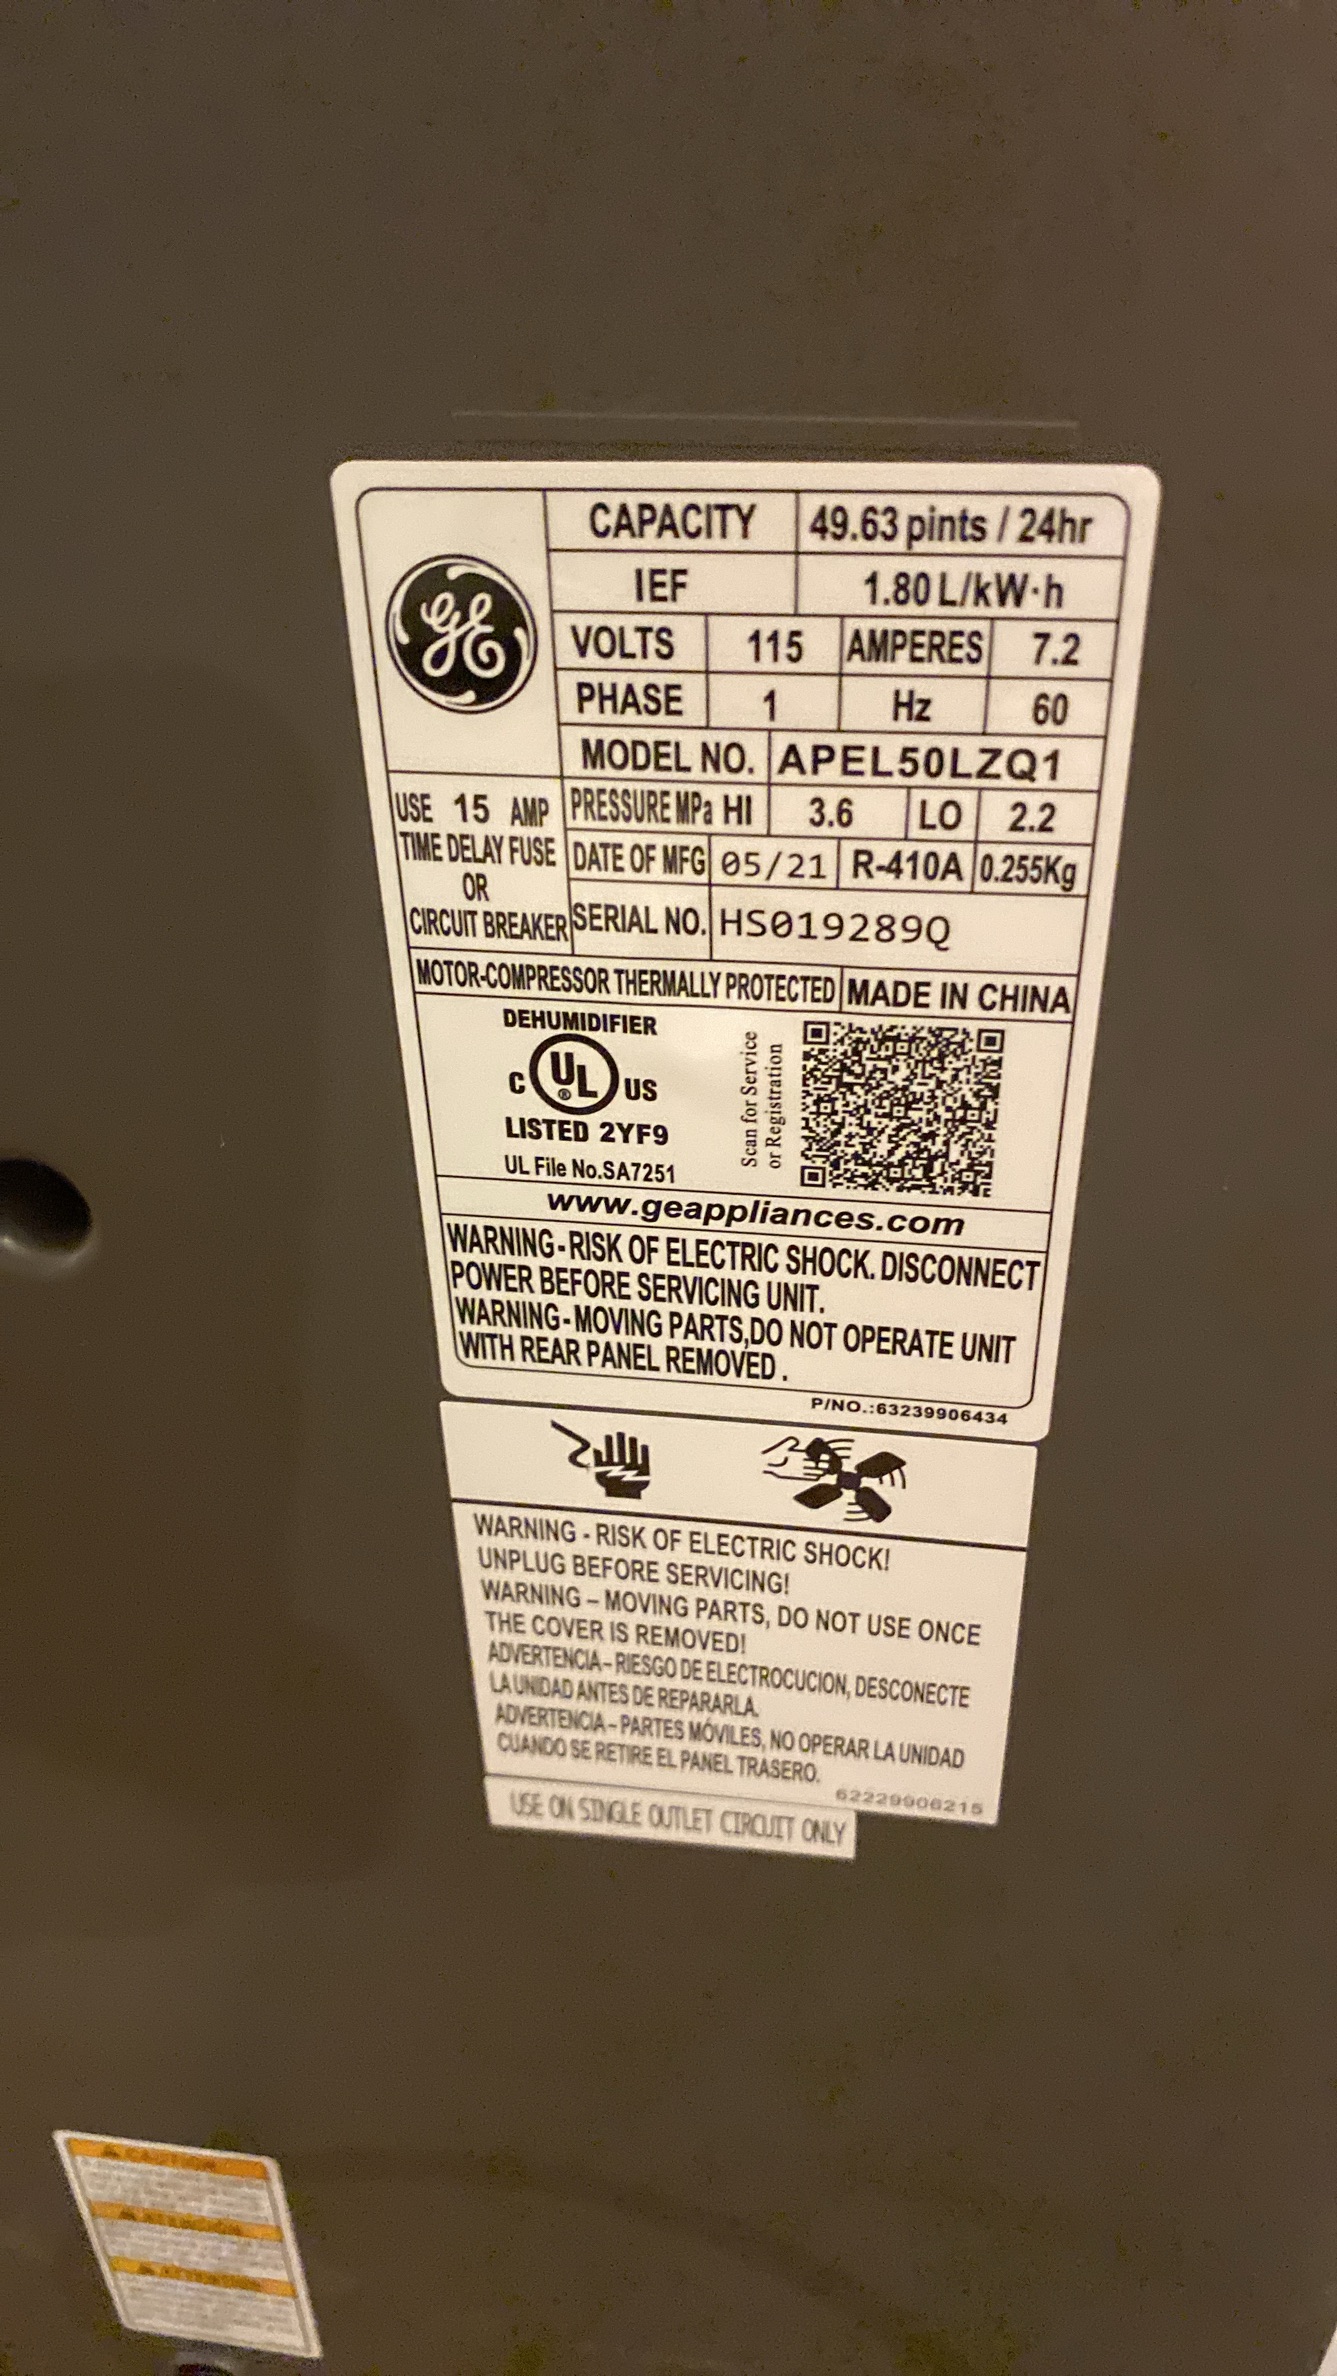 GE
CAPACITY 49.63 pints / 24hr
IEF 1.80 L/kW·h
VOLTS 115 AMPERES 7.2
PHASE 1 Hz 60
MODEL NO. APEL50LZQ1
USE 15 AMP
TIME DELAY FUSE
OR
CIRCUIT BREAKER
PRESSURE MPa HI 3.6 LO 2.2
DATE OF MFG 05/21 R-410A 0.255Kg
SERIAL NO. HS019289Q
MOTOR-COMPRESSOR THERMALLY PROTECTED MADE IN CHINA
DEHUMIDIFIER
C UL ® US
LISTED 2YF9
UL File No.SA7251
Scan for Service
or Registration
www.geappliances.com
WARNING-RISK OF ELECTRIC SHOCK. DISCONNECT
POWER BEFORE SERVICING UNIT.
WARNING-MOVING PARTS,DO NOT OPERATE UNIT
WITH REAR PANEL REMOVED .
P/NO.:63239906434
WARNING - RISK OF ELECTRIC SHOCK!
UNPLUG BEFORE SERVICING!
WARNING – MOVING PARTS, DO NOT USE ONCE
THE COVER IS REMOVED!
ADVERTENCIA– RIESGO DE ELECTROCUCION, DESCONECTE
LA UNIDAD ANTES DE REPARARLA.
ADVERTENCIA – PARTES MÓVILES, NO OPERAR LA UNIDAD
CUANDO SE RETIRE EL PANEL TRASERO.
62229906215
USE ON SINGLE OUTLET CIRCUIT ONLY
CAUTION